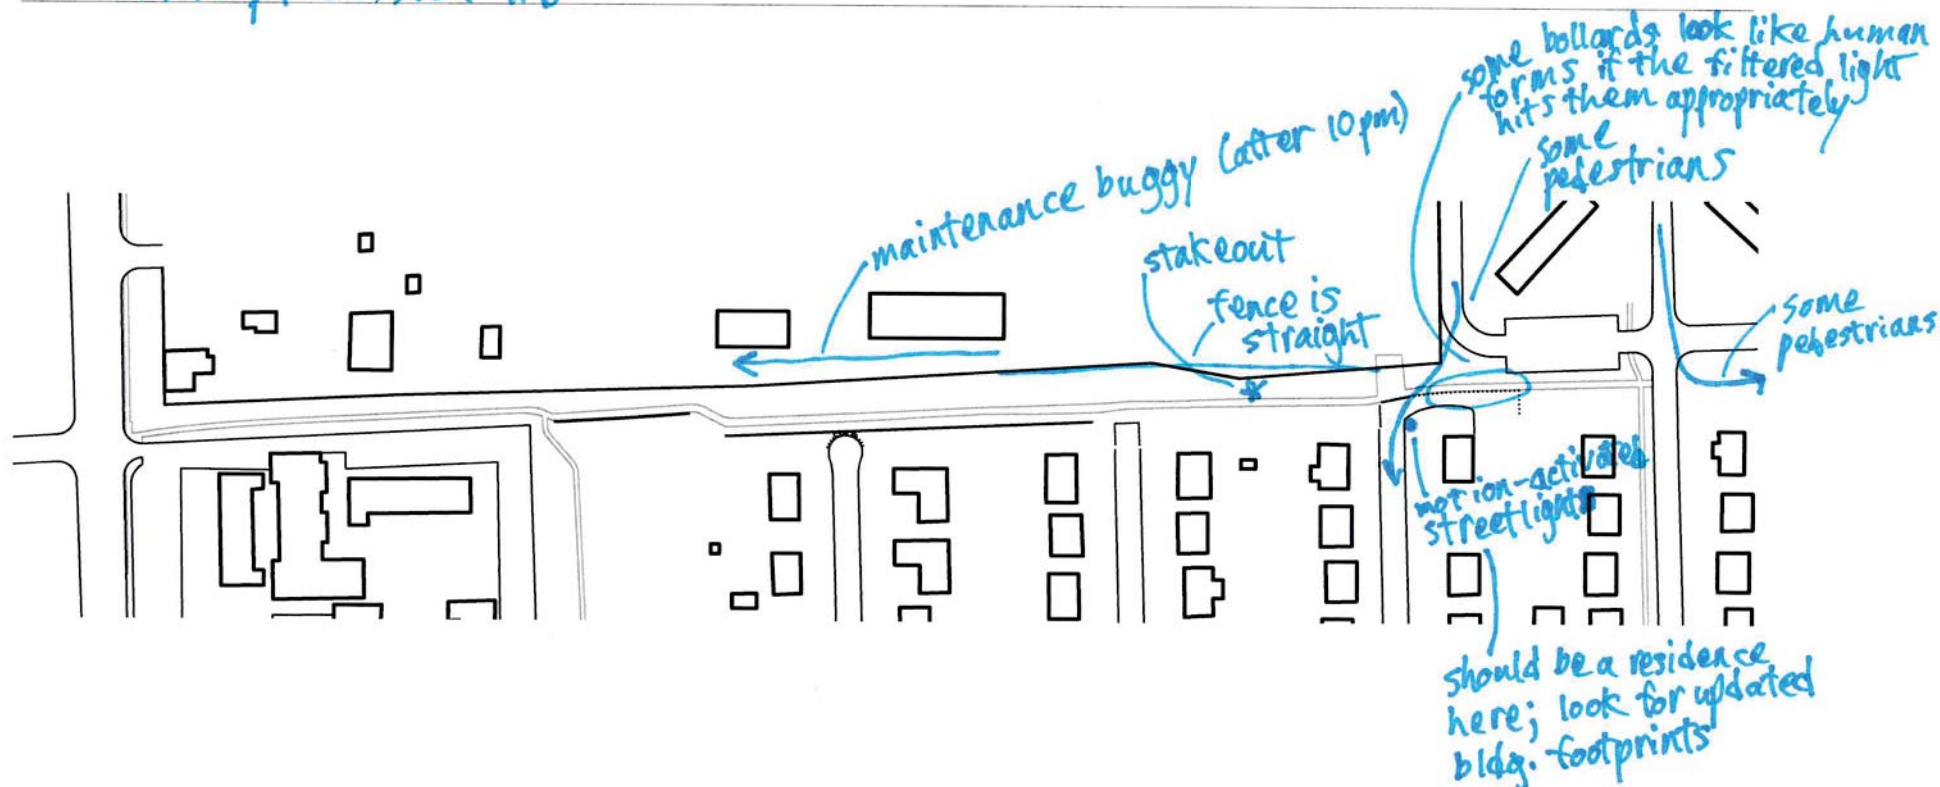 some bollards look like human
forms if the filtered light
hits them appropriately
some
pedestrians
maintenance buggy (after 10pm)
stakeout
fence is
straight
some
pedestrians
motion-activated
streetlights
should be a residence
here; look for updated
bldg. footprints